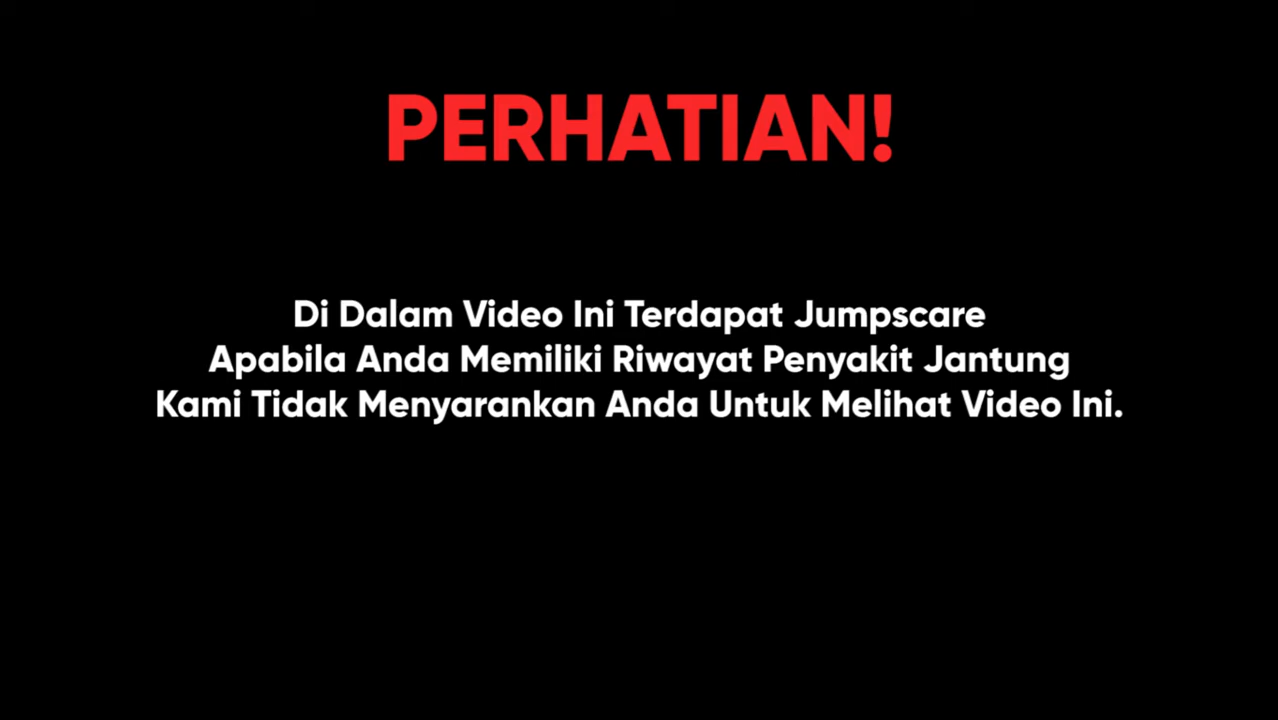 PERHATIAN!
Di Dalam Video Ini Terdapat Jumpscare
Apabila Anda Memiliki Riwayat Penyakit Jantung
Kami Tidak Menyarankan Anda Untuk Melihat Video Ini.